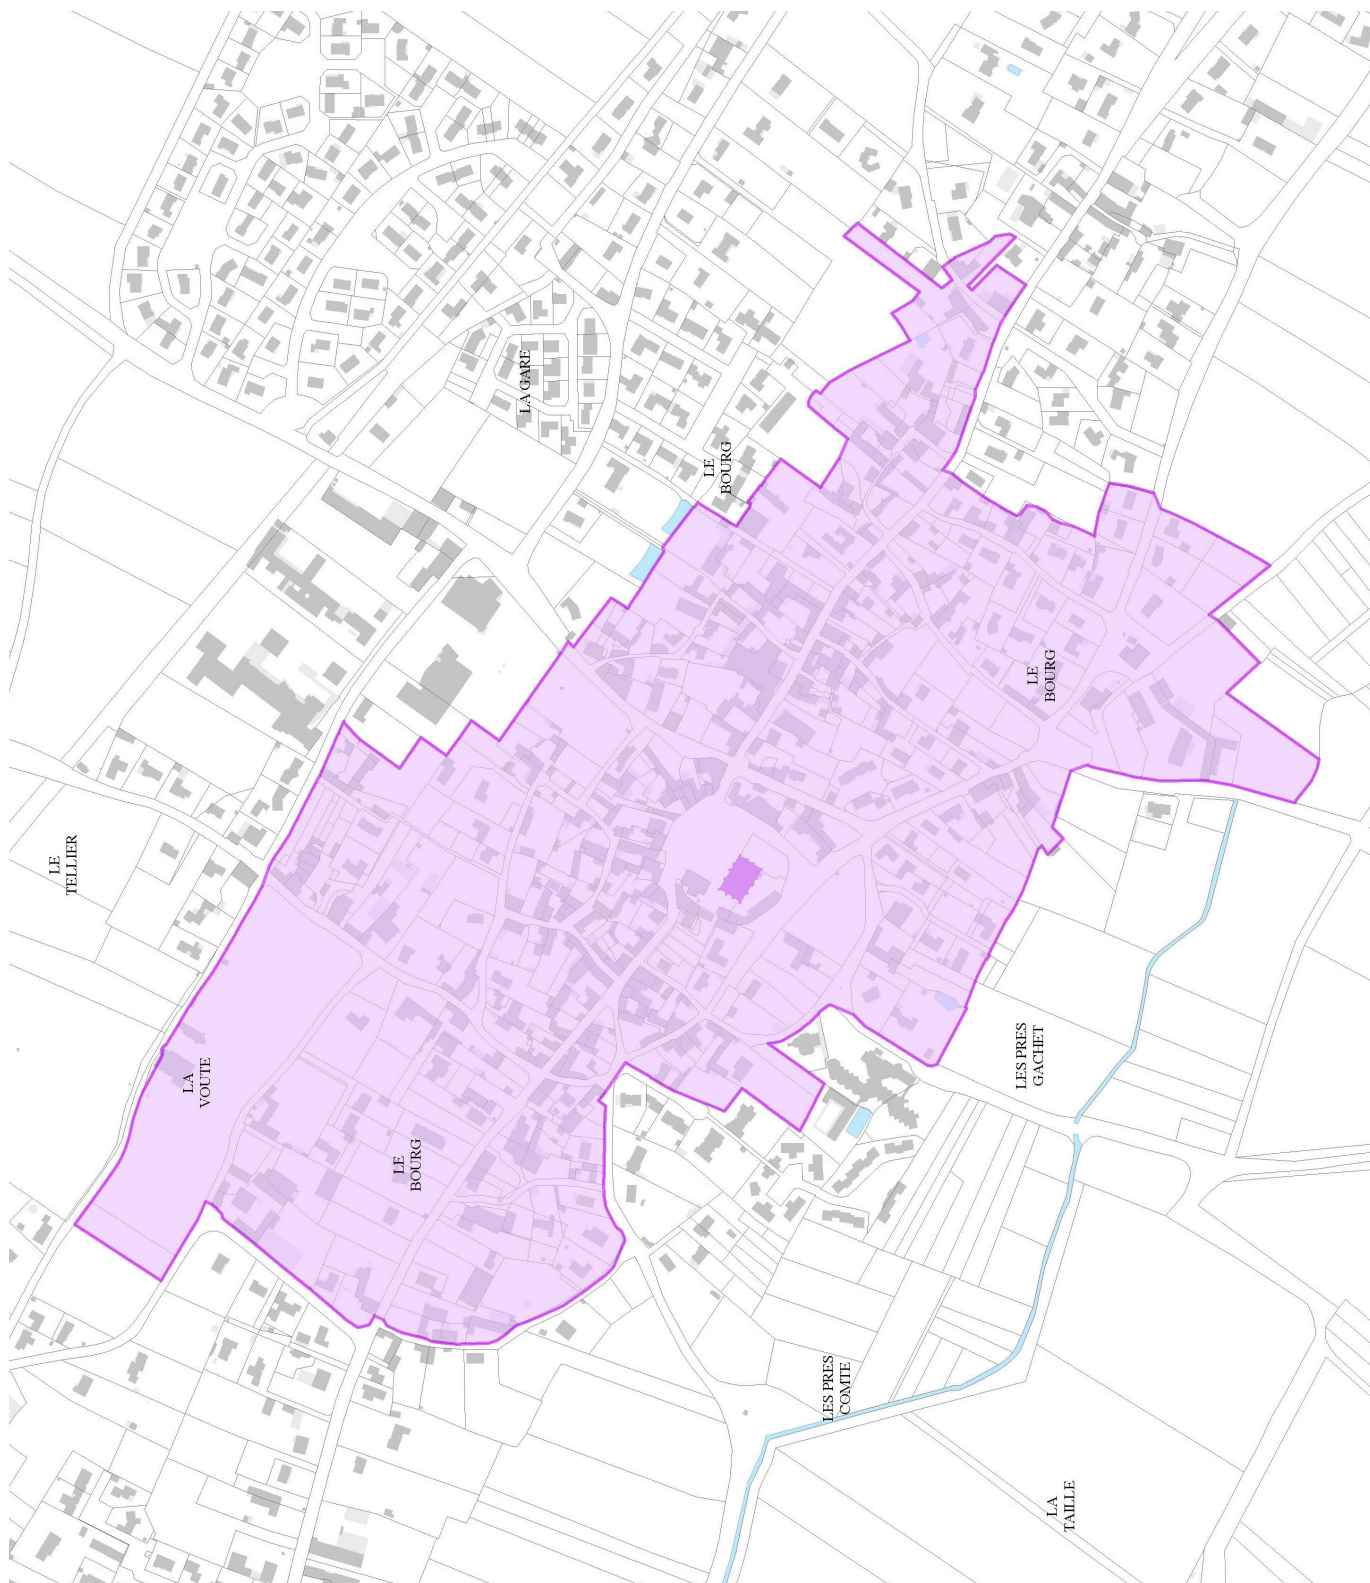 LA GARE
LE
BOURG
LE
BOURG
LE
TELLIER
LES PRES
GACHET
LA
VOUTE
LE
BOURG
LES PRES
COMTE
LA
TAILLE